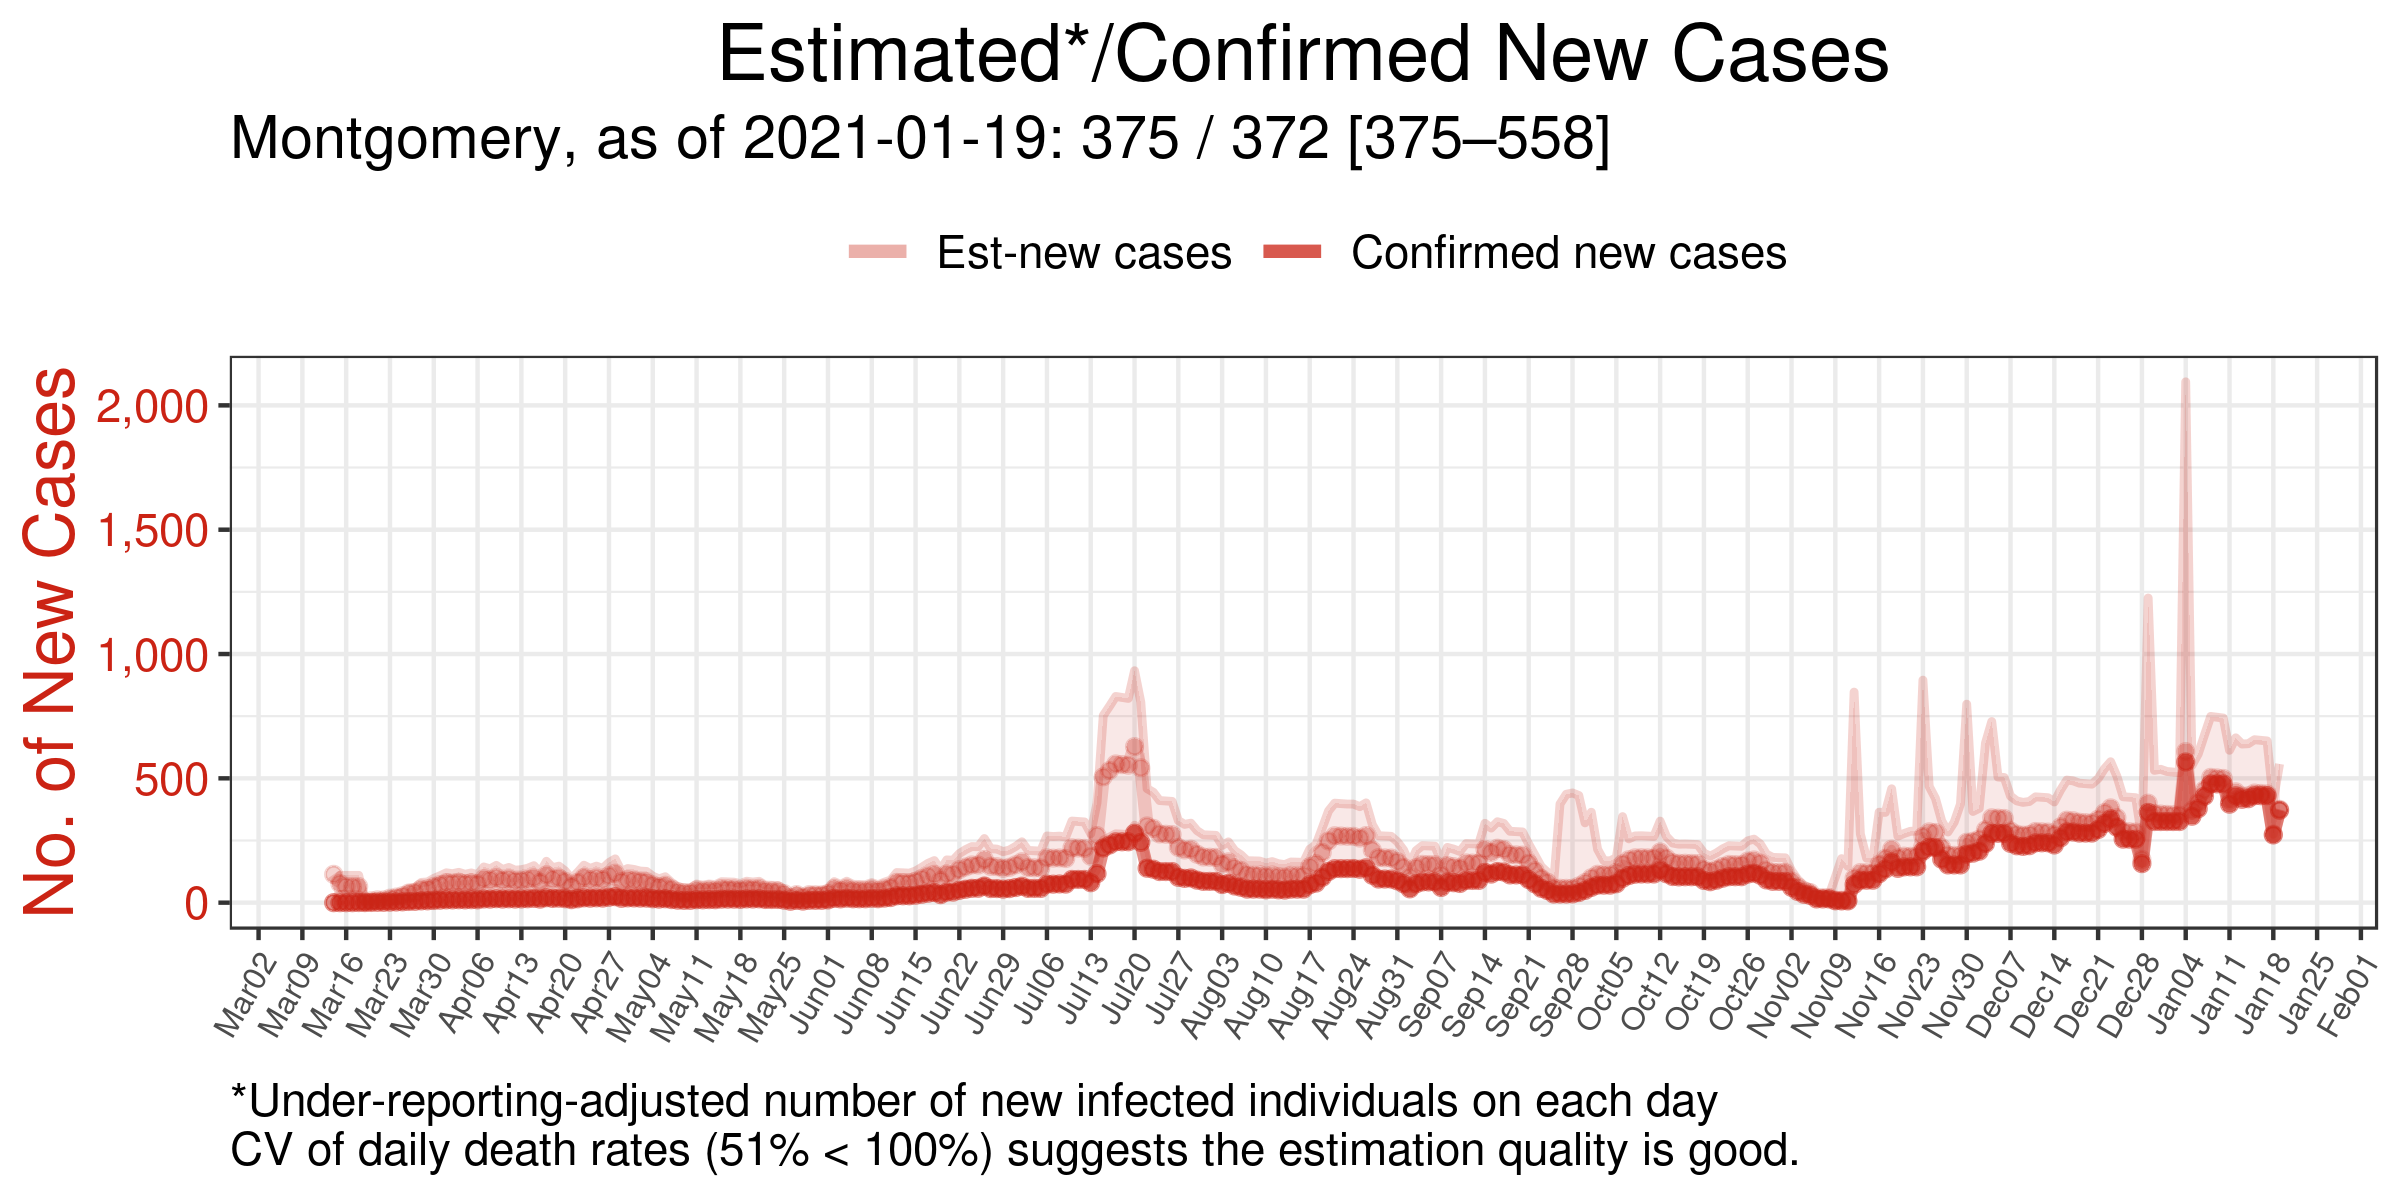 Estimated*/Confirmed New Cases
Montgomery, as of 2021-01-19: 375 / 372 [375–558]
Est-new cases Confirmed new cases
No. of New Cases
2,000
1,500
1,000
500
0
Mar02 Mar09 Mar16 Mar23 Mar30 Apr06 Apr13 Apr20 Apr27 May04 May11 May18 May25 Jun01 Jun08 Jun15 Jun22 Jun29 Jul06 Jul13 Jul20 Jul27 Aug03 Aug10 Aug17 Aug24 Aug31 Sep07 Sep14 Sep21 Sep28 Oct05 Oct12 Oct19 Oct26 Nov02 Nov09 Nov16 Nov23 Nov30 Dec07 Dec14 Dec21 Dec28 Jan04 Jan11 Jan18 Jan25 Feb01
*Under-reporting-adjusted number of new infected individuals on each day
CV of daily death rates (51% < 100%) suggests the estimation quality is good.